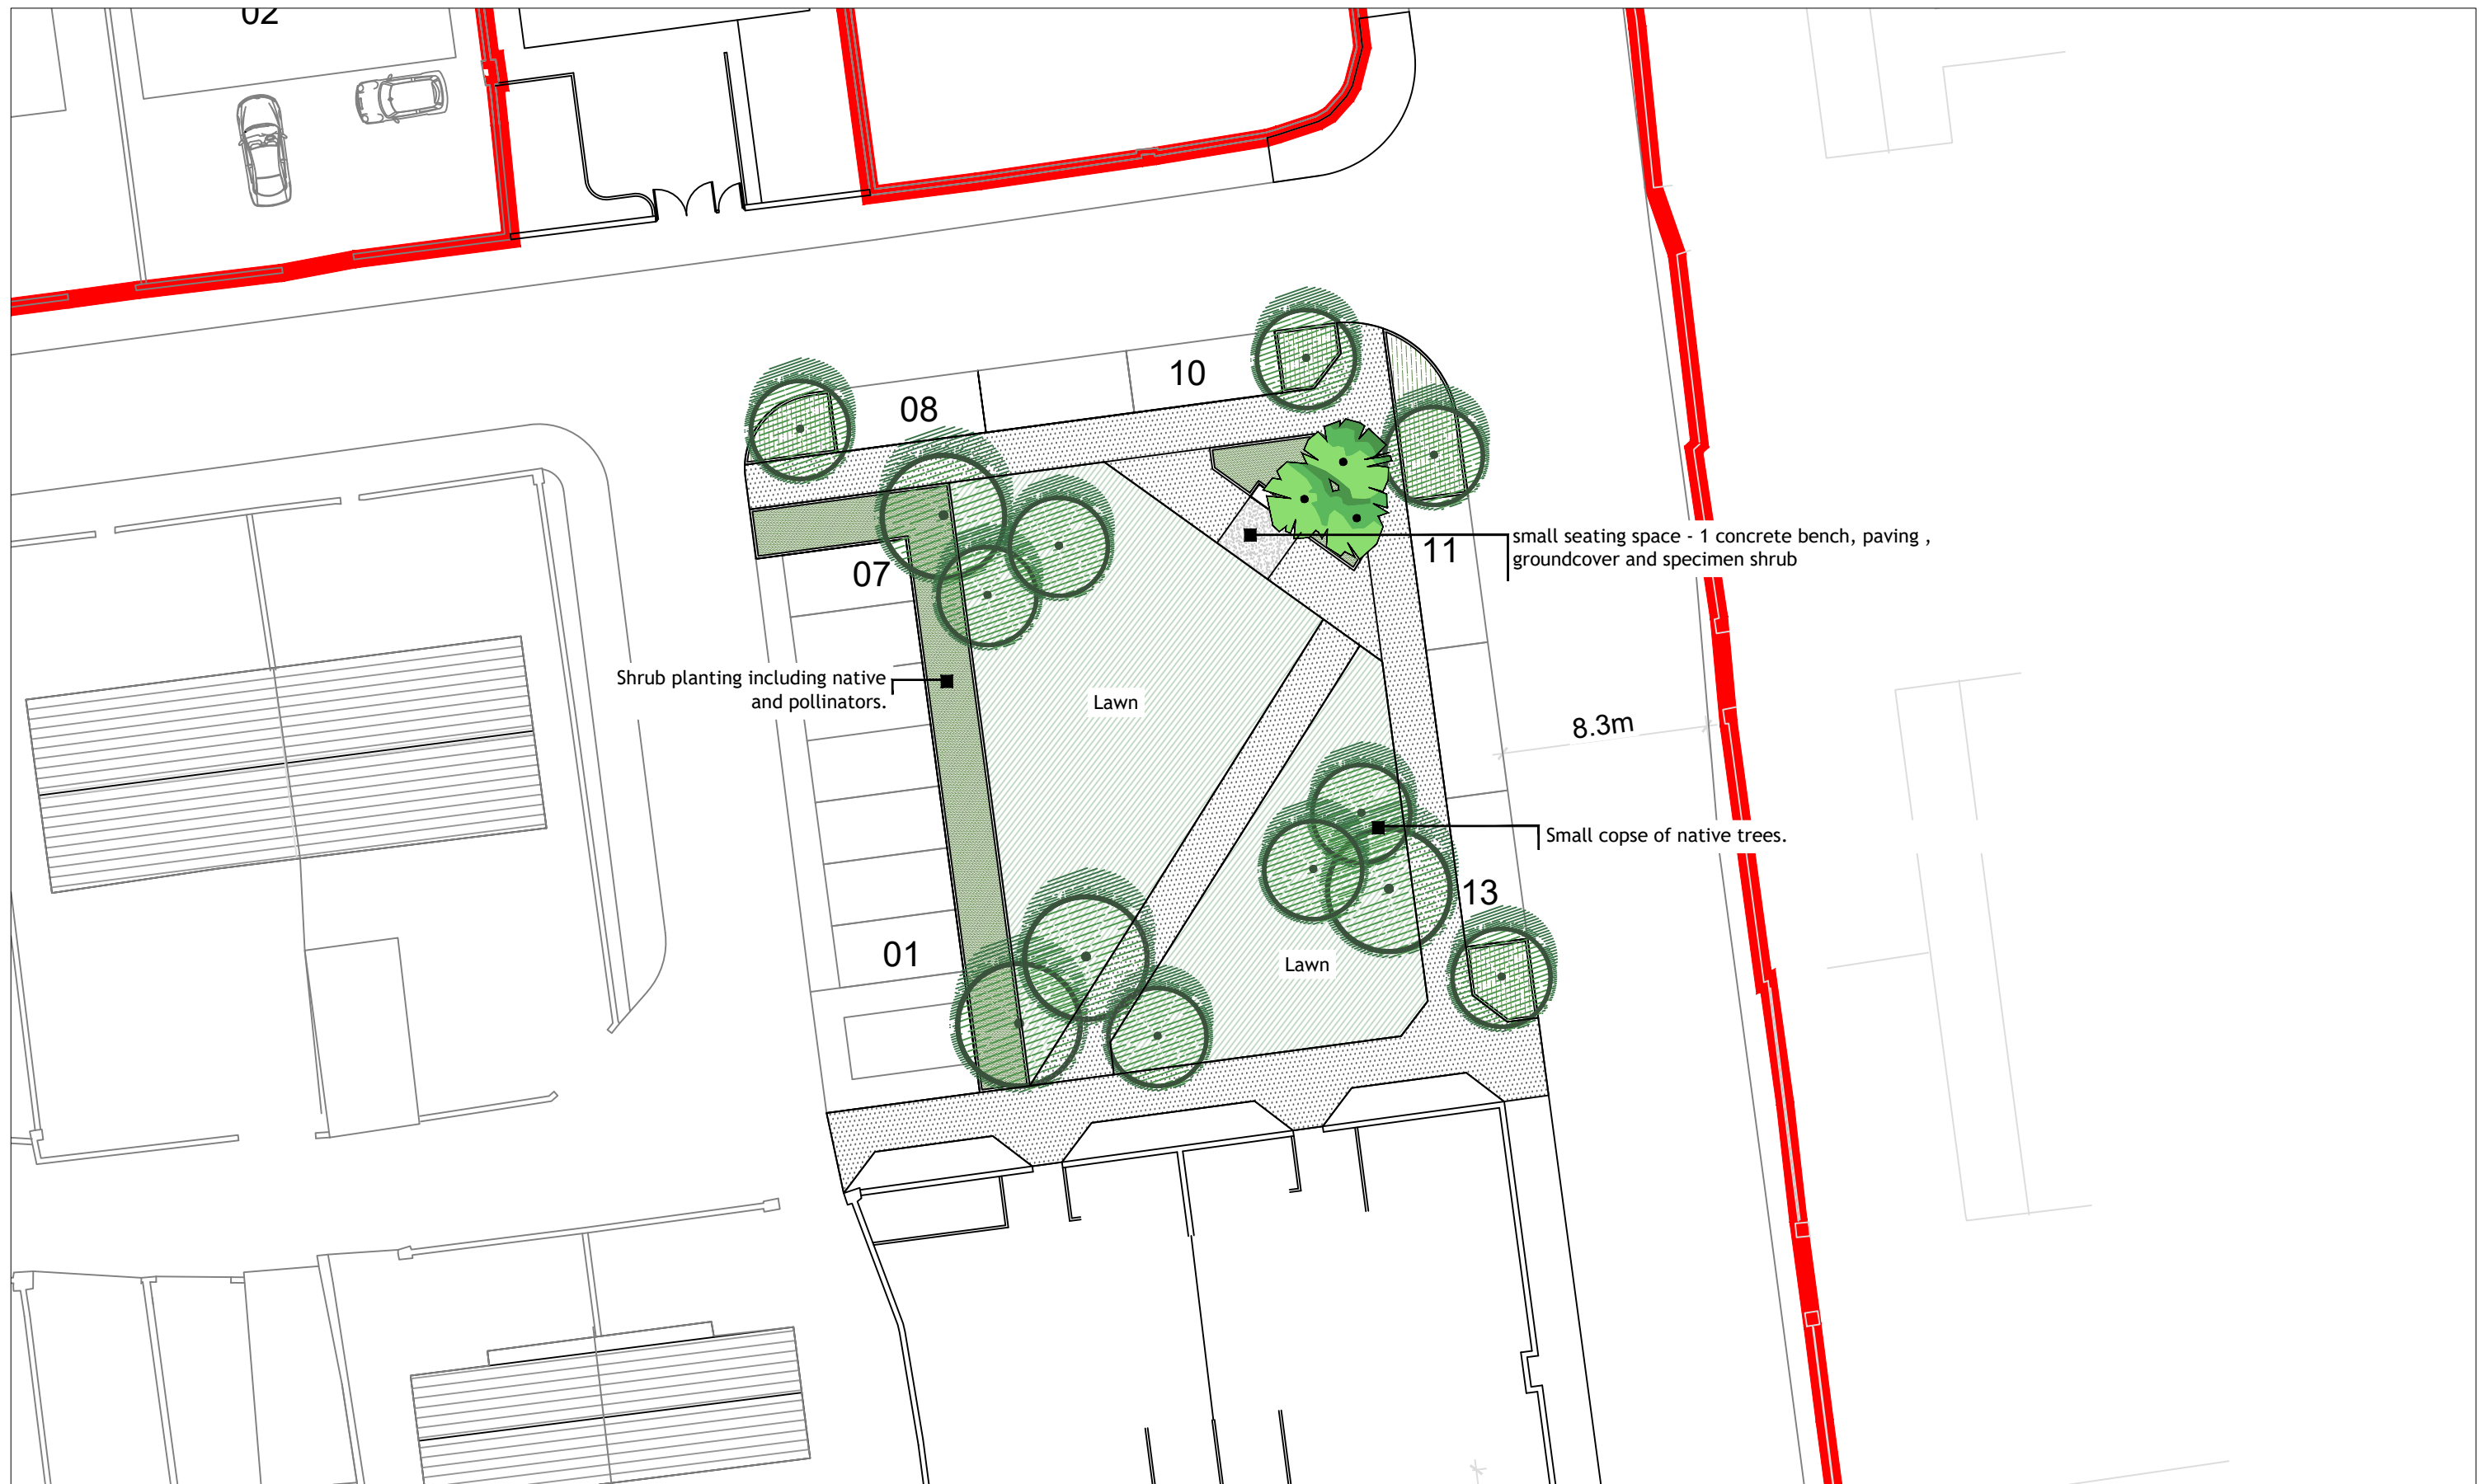 02
10
08
small seating space - 1 concrete bench, paving ,
groundcover and specimen shrub
11
07
Shrub planting including native
and pollinators.
Lawn
8.3m
Small copse of native trees.
13
01
Lawn